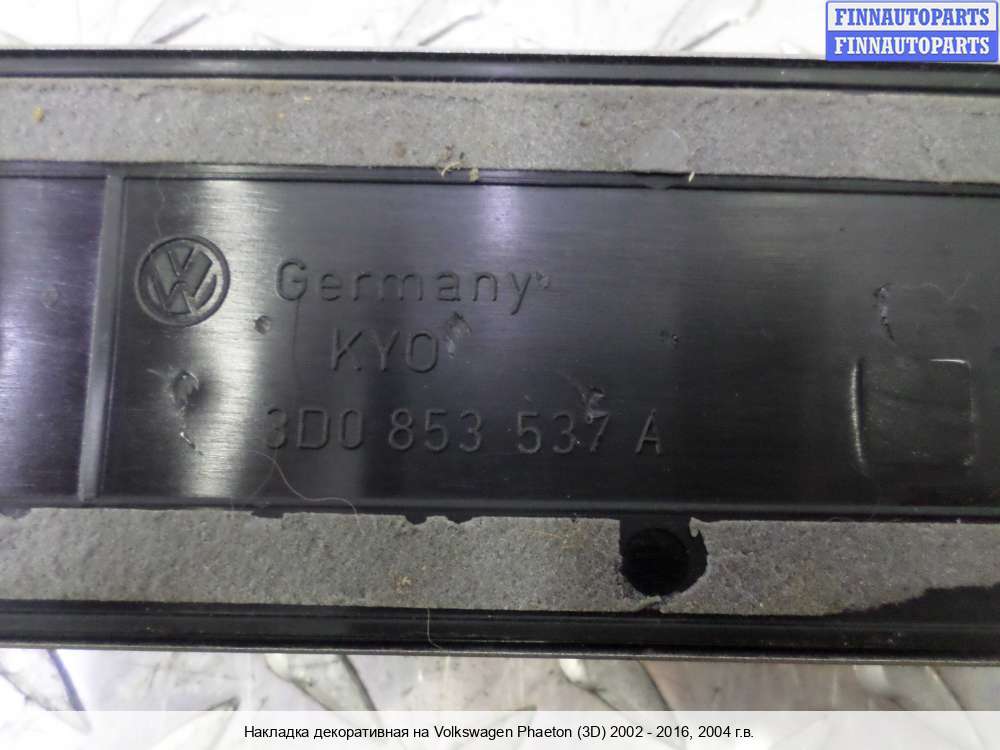 FINNAUTOPARTS
FINNAUTOPARTS
Germany
KYO
3D0 853 537 A
Накладка декоративная на Volkswagen Phaeton (3D) 2002 - 2016, 2004 г.в.